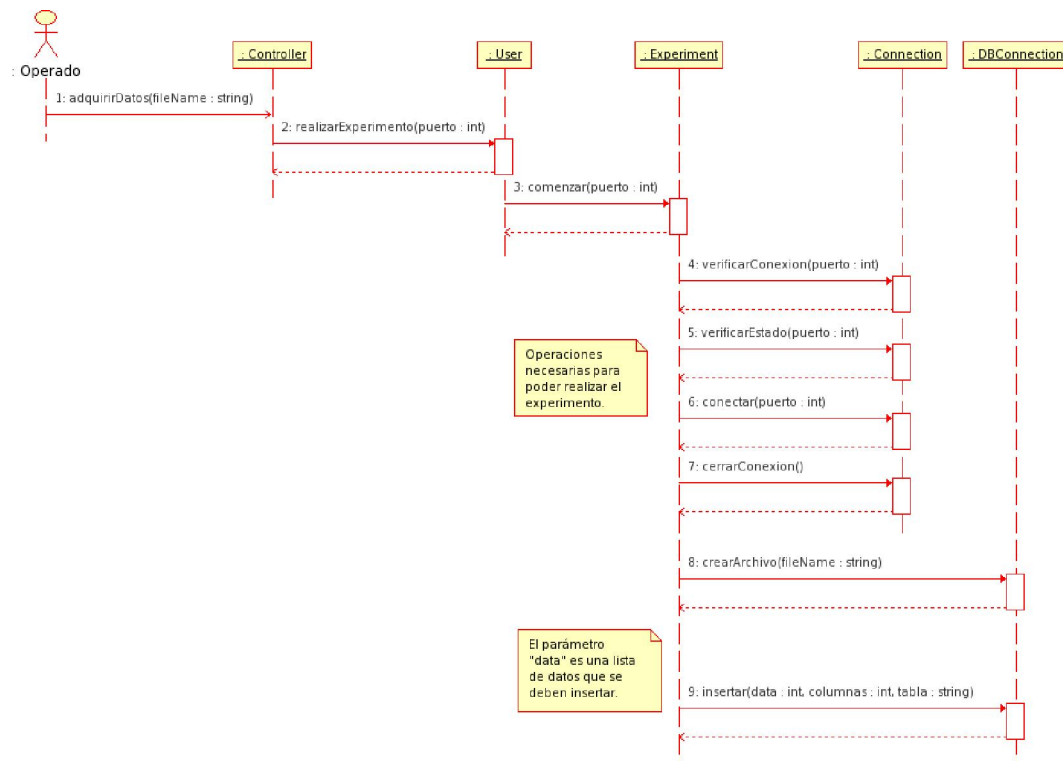 : Operado
: Controller
: User
: Experiment
: Connection
: DBConnection
1: adquirirDatos(fileName : string)
2: realizarExperimento(puerto : int)
3: comenzar(puerto : int)
4: verificarConexion(puerto : int)
5: verificarEstado(puerto : int)
Operaciones
necesarias para
poder realizar el
experimento.
6: conectar(puerto : int)
7: cerrarConexion()
8: crearArchivo(fileName : string)
El parámetro
"data" es una lista
de datos que se
deben insertar.
9: insertar(data : int, columnas : int, tabla : string)